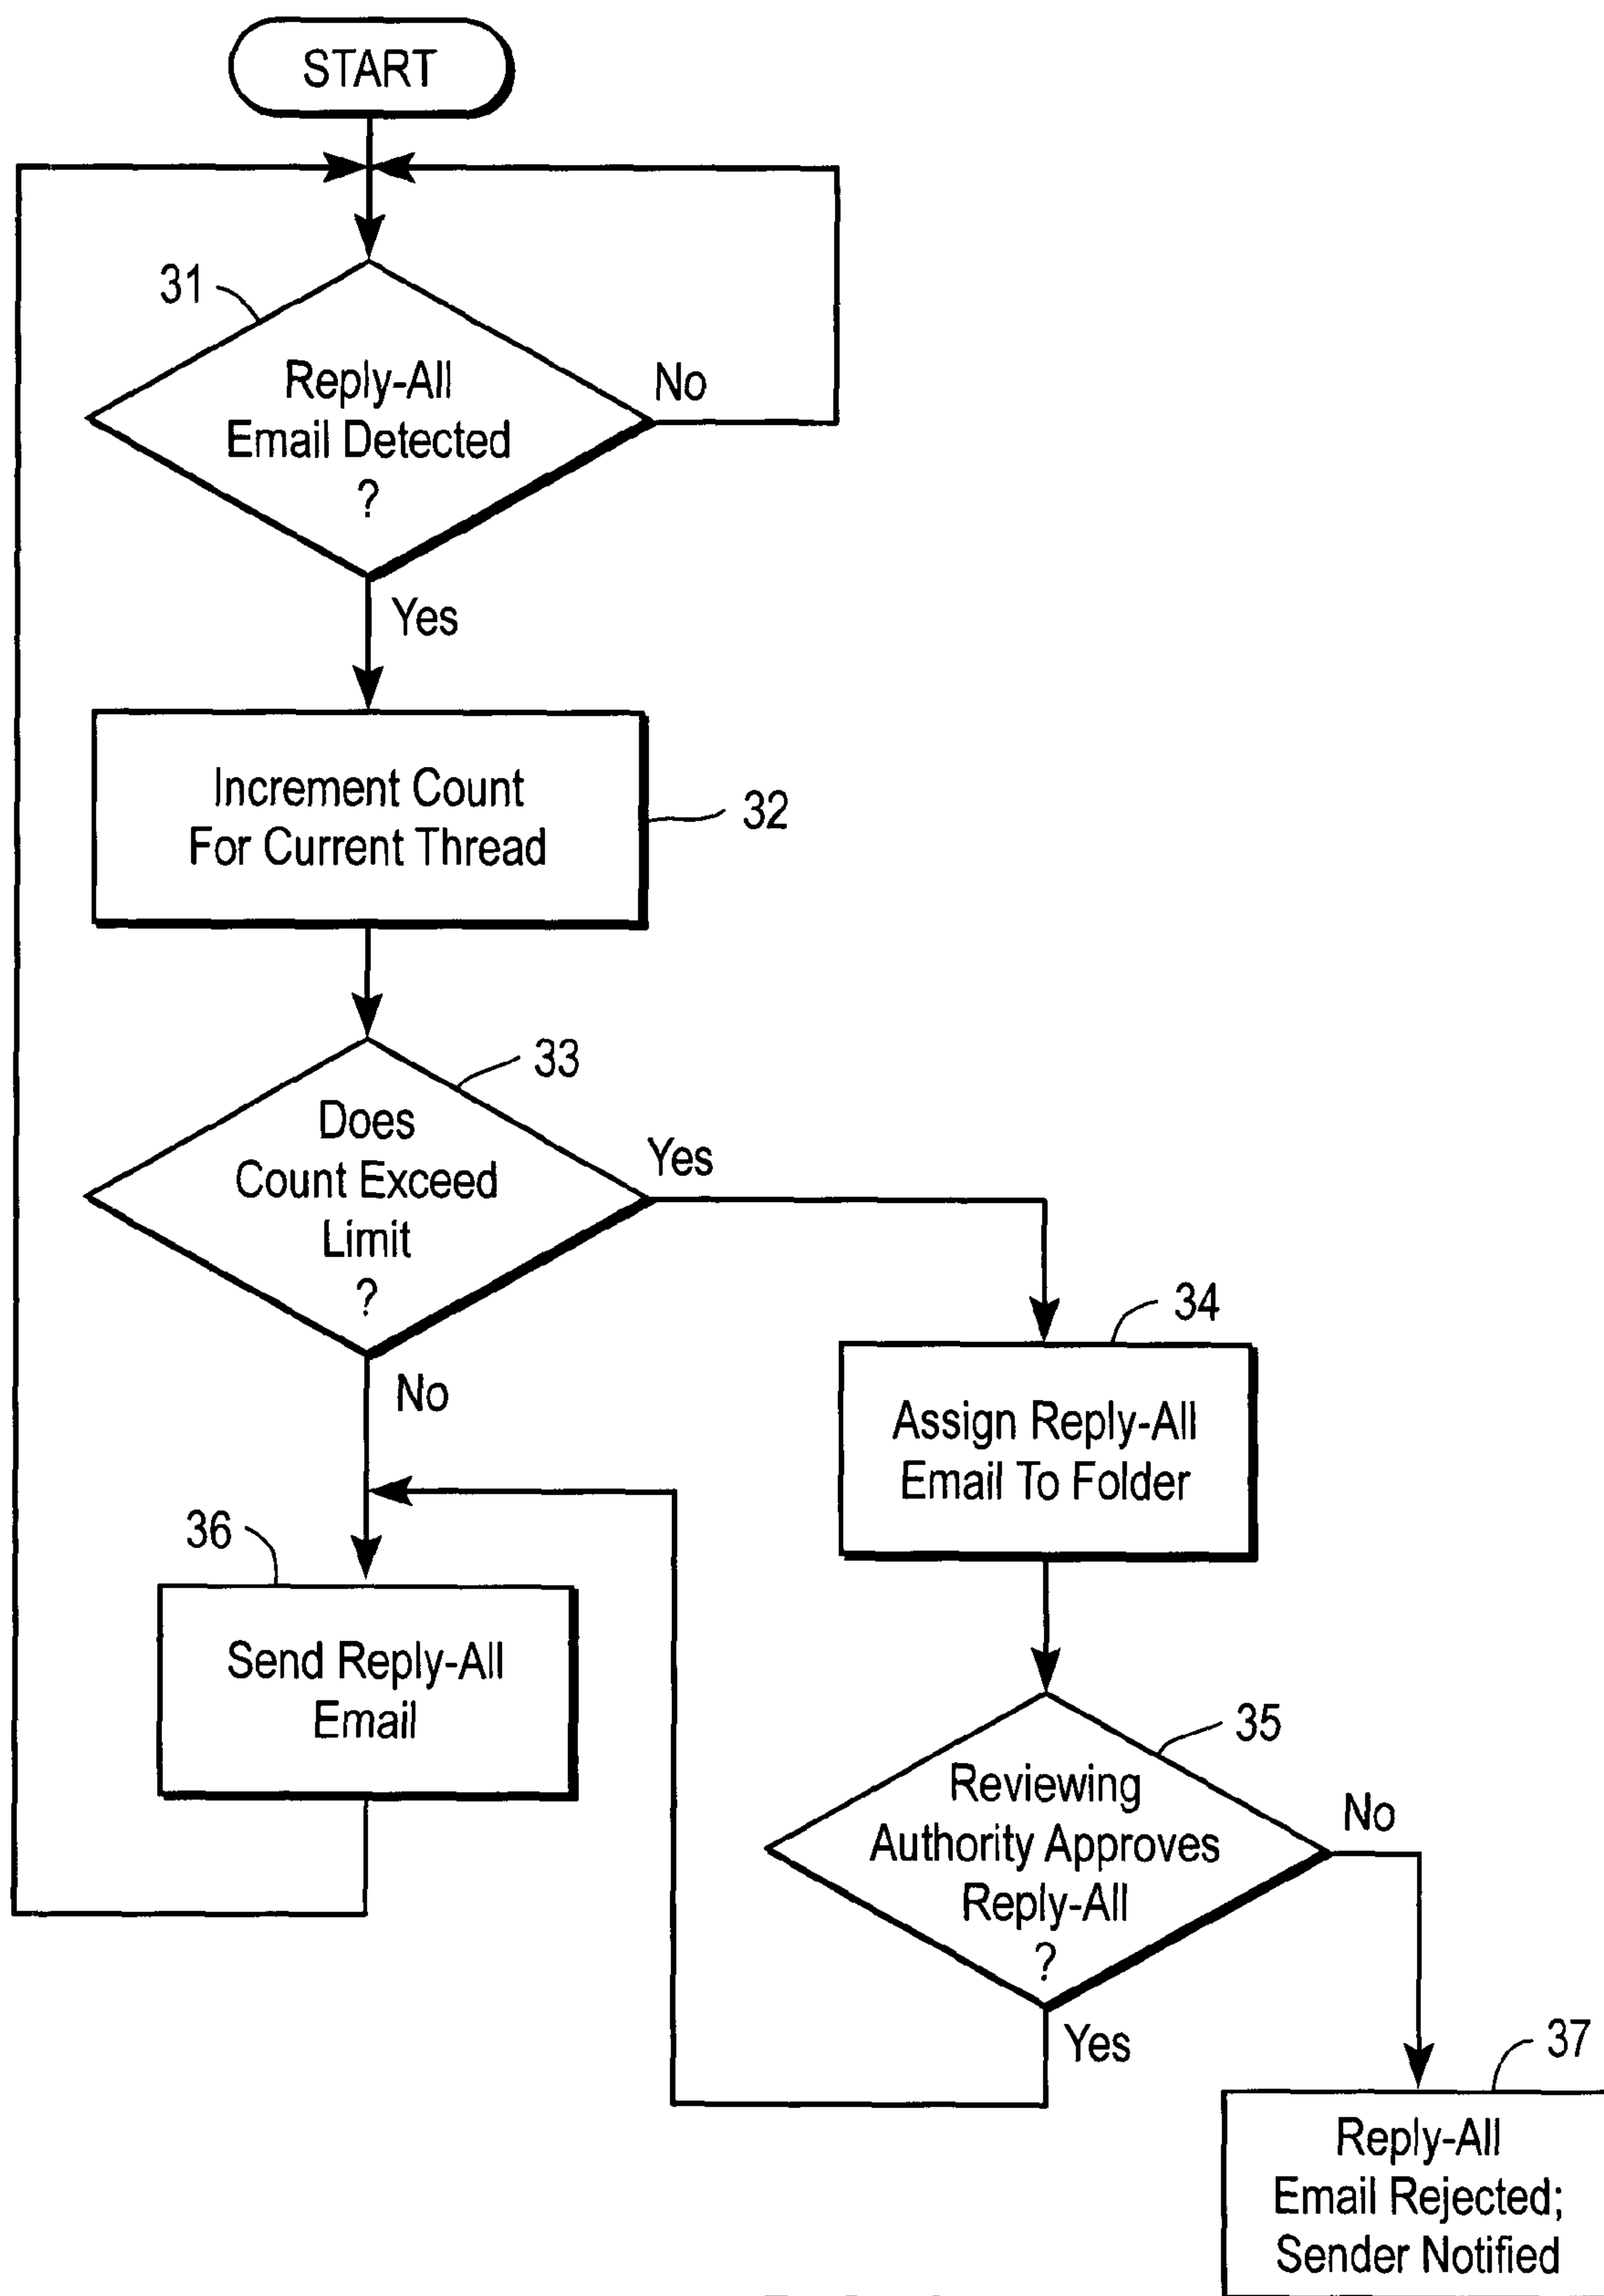 START
31
Reply-All
Email Detected
?
No
Yes
Increment Count
For Current Thread
32
33
Does
Count Exceed
Limit
?
Yes
No
34
Assign Reply-All
Email To Folder
36
Send Reply-All
Email
35
Reviewing
Authority Approves
Reply-All
?
No
Yes
37
Reply-All
Email Rejected;
Sender Notified